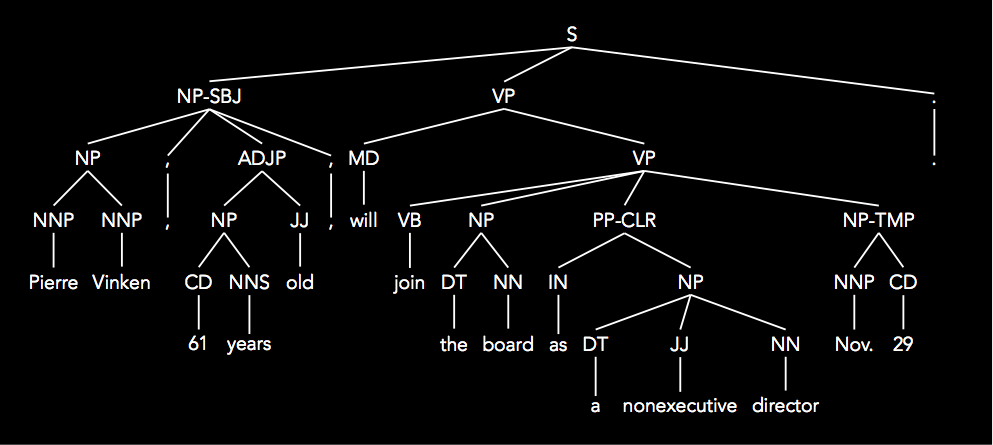 S
NP-SBJ VP .
NP , ADJP , MD VP .
NNP NNP , NP JJ , will VB NP PP-CLR NP-TMP
Pierre Vinken CD NNS old join DT NN IN NP NNP CD
61 years the board as DT JJ NN Nov. 29
a nonexecutive director